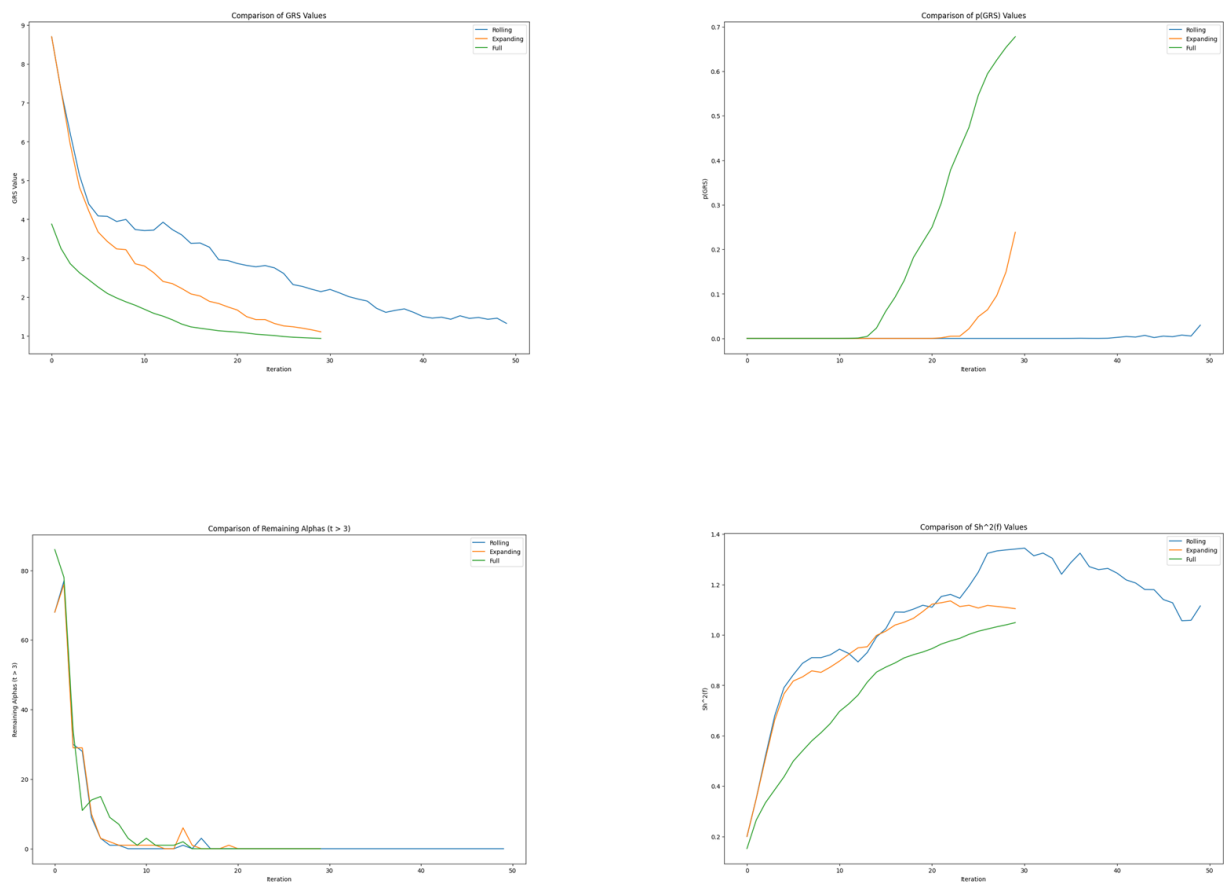 Comparison of GRS Values
9
8
7
6
5
4
3
2
1
GRS Value
0
10
20
30
40
50
Iteration
Rolling
Expanding
Full
Comparison of p(GRS) Values
0.7
0.6
0.5
0.4
0.3
0.2
0.1
0.0
p(GRS)
0
10
20
30
40
50
Iteration
Rolling
Expanding
Full
Comparison of Remaining Alphas (t > 3)
80
60
40
20
0
Remaining Alphas (t > 3)
0
10
20
30
40
50
Iteration
Rolling
Expanding
Full
Comparison of Sh^2(f) Values
1.4
1.2
1.0
0.8
0.6
0.4
0.2
Sh^2(f)
0
10
20
30
40
50
Iteration
Rolling
Expanding
Full